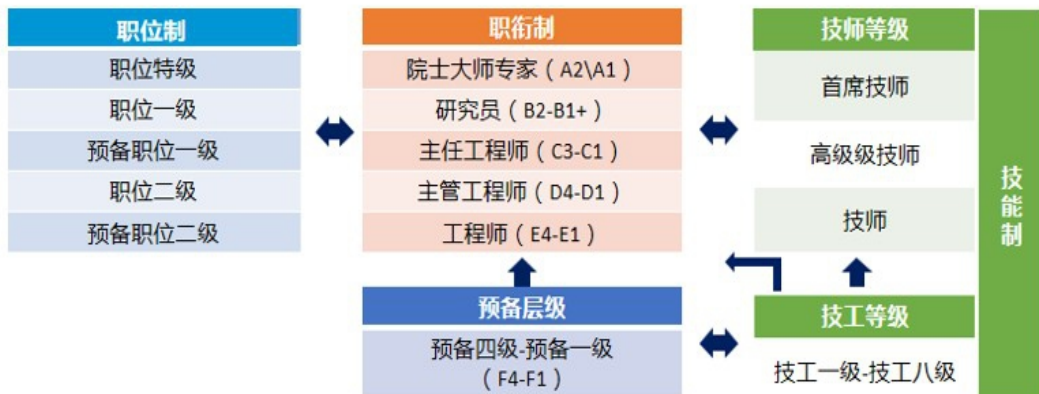 职位制
职位特级
职位一级
预备职位一级
职位二级
预备职位二级
职衔制
院士大师专家（A2\A1）
研究员（B2-B1+）
主任工程师（C3-C1）
主管工程师（D4-D1）
工程师（E4-E1）
预备层级
预备四级-预备一级
（F4-F1）
技师等级
首席技师
高级级技师
技师
技工等级
技工一级-技工八级
技能制